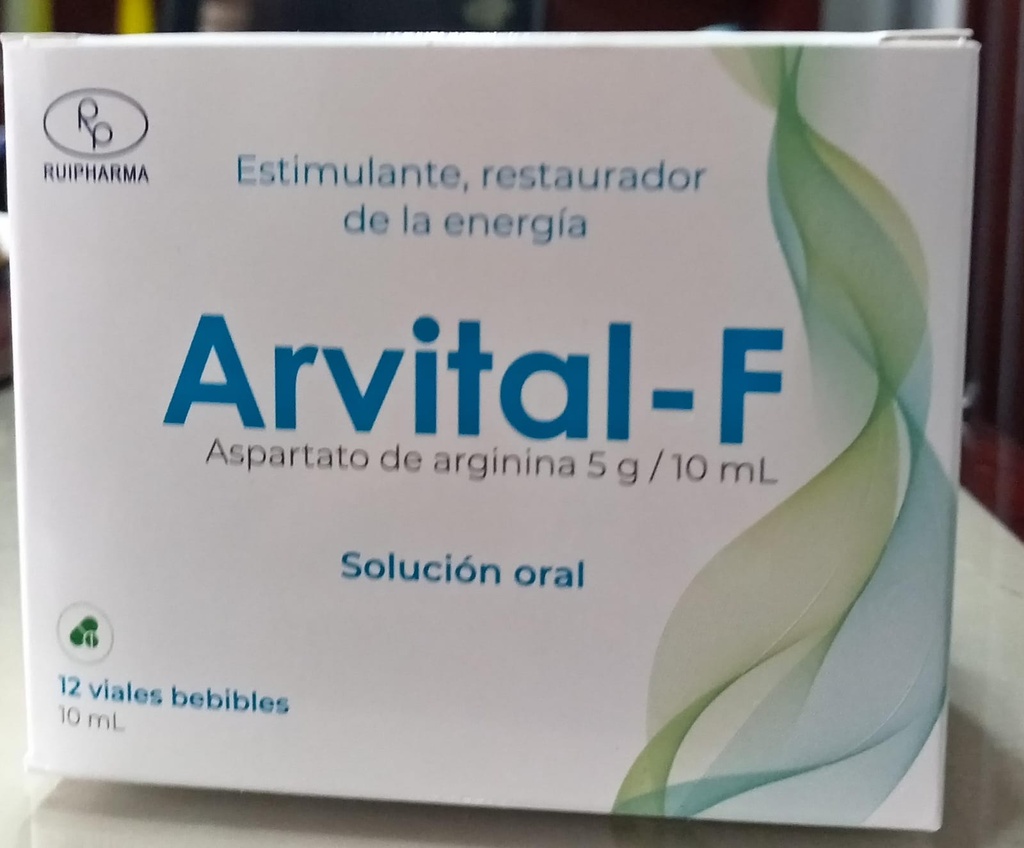 RP
RUIPHARMA
Estimulante, restaurador
de la energía
Arvital-F
Aspartato de arginina 5 g / 10 mL
Solución oral
12 viales bebibles
10 mL